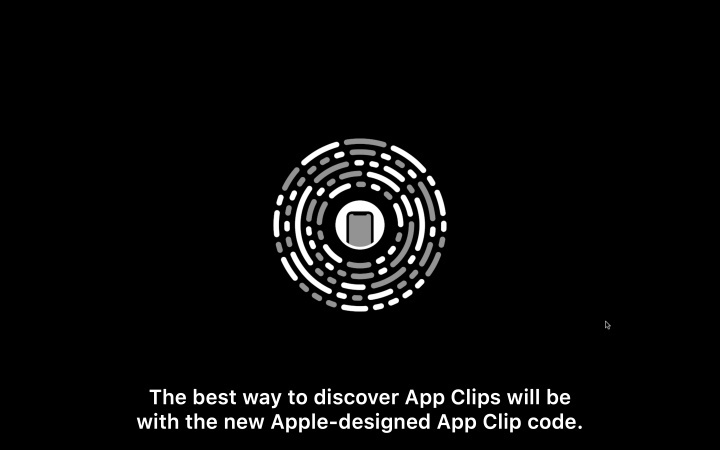 The best way to discover App Clips will be
with the new Apple-designed App Clip code.